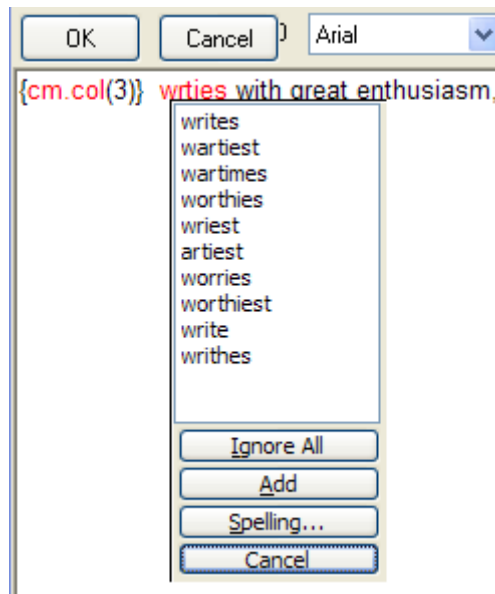 OK Cancel Arial
{cm.col(3)} wrties with great enthusiasm,
writes
wartiest
wartimes
worthies
wriest
artiest
worries
worthiest
write
writhes
Ignore All
Add
Spelling...
Cancel